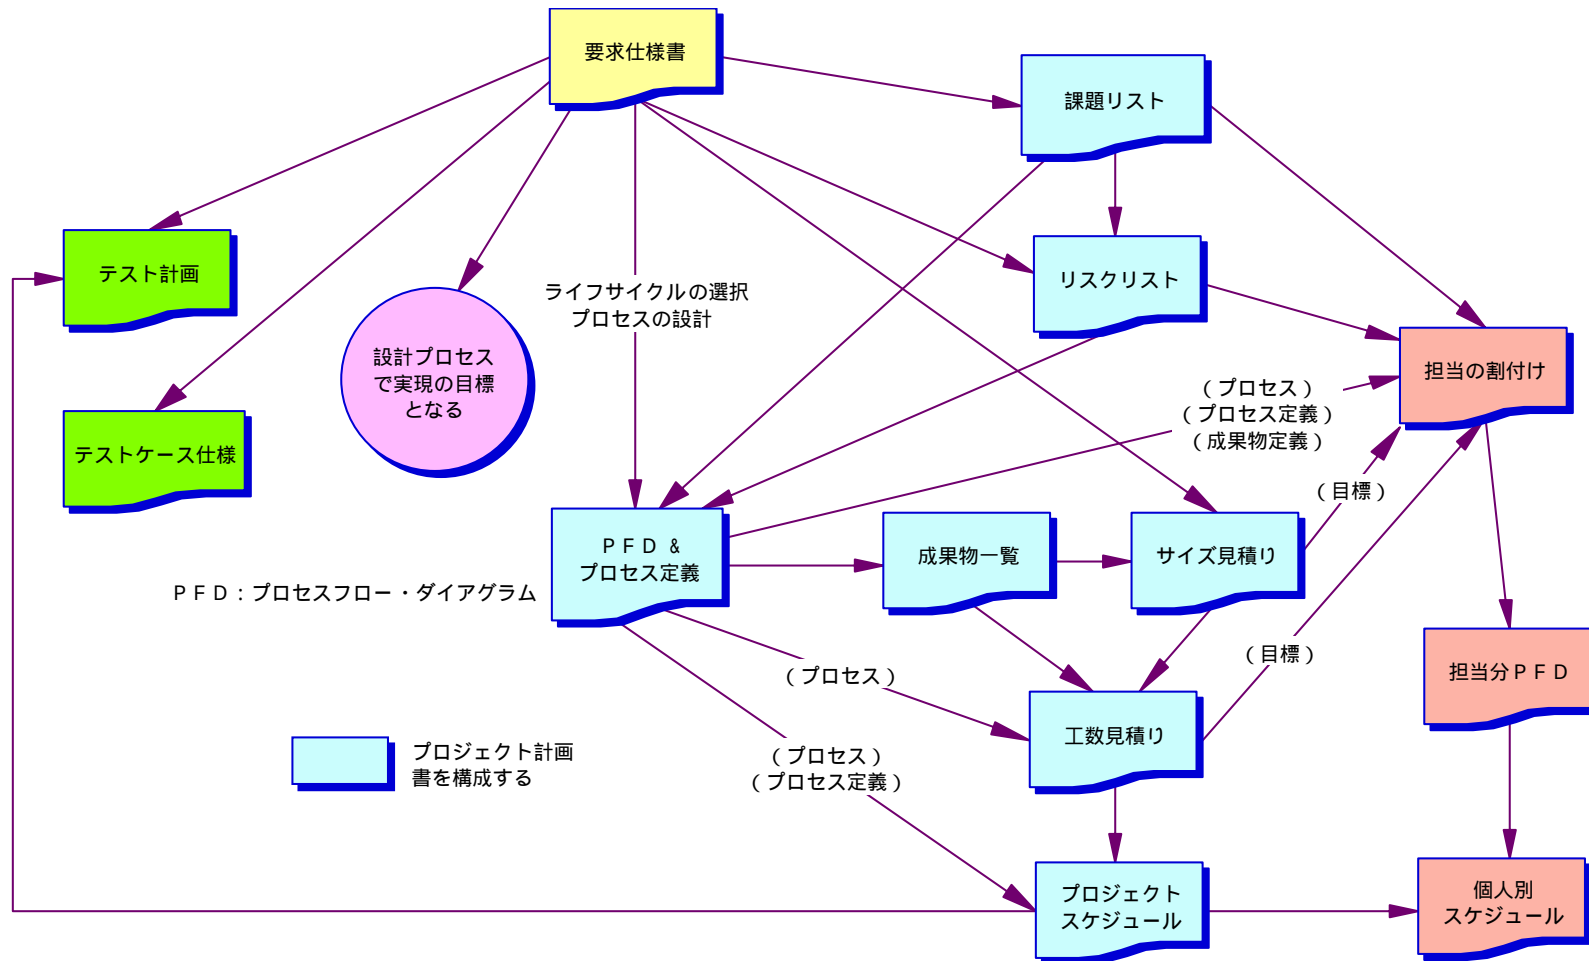 要求仕様書
課題リスト
テスト計画
リスクリスト
ライフサイクルの選択
プロセスの設計
設計プロセス
で実現の目標
となる
担当の割付け
(プロセス)
(プロセス定義)
(成果物定義)
テストケース仕様
(目標)
PFD &
プロセス定義
成果物一覧
サイズ見積り
PFD:プロセスフロー・ダイアグラム
(目標)
(プロセス)
担当分PFD
工数見積り
プロジェクト計画
書を構成する
(プロセス)
(プロセス定義)
プロジェクト
スケジュール
個人別
スケジュール